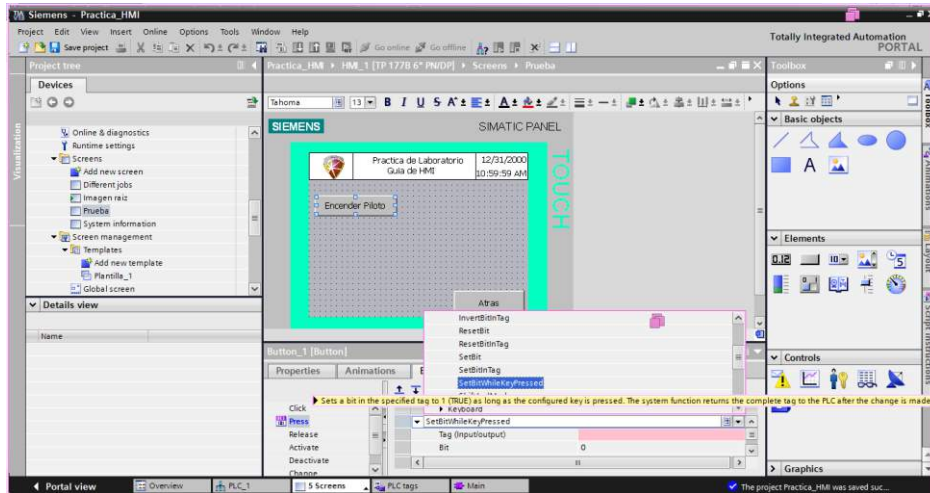 Siemens - Practica_HMI
Project Edit View Insert Online Options Tools Window Help
Totally Integrated Automation
PORTAL
Save project
Go online
Go offline
Project tree
Practica_HMI
HMI_1 [TP 177B 6" PN/DP]
Screens
Prueba
Toolbox
Devices
Options
Visualization
Tahoma
13
B I U S
Online & diagnostics
Runtime settings
Screens
Add new screen
Different jobs
Imagen raiz
Prueba
System information
Screen management
Templates
Add new template
Plantilla_1
Global screen
Details view
Name
SIEMENS
SIMATIC PANEL
TOUCH
Practica de Laboratorio
Guia de HMI
12/31/2000
10:59:59 AM
Encender Piloto
Atras
Basic objects
A
Elements
Controls
Graphics
Toolbox
Animations
Layout
Script instructions
InvertBitInTag
ResetBit
ResetBitInTag
SetBit
SetBitInTag
SetBitWhileKeyPressed
Button_1 [Button]
Properties
Animations
Sets a bit in the specified tag to 1 (TRUE) as long as the configured key is pressed. The system function returns the complete tag to the PLC after the change is made
Keyboard
Click
Press
Release
Activate
Deactivate
Change
SetBitWhileKeyPressed
Tag (Input/output)
Bit
0
Portal view
Overview
PLC_1
5 Screens
PLC tags
Main
The project Practica_HMI was saved suc...